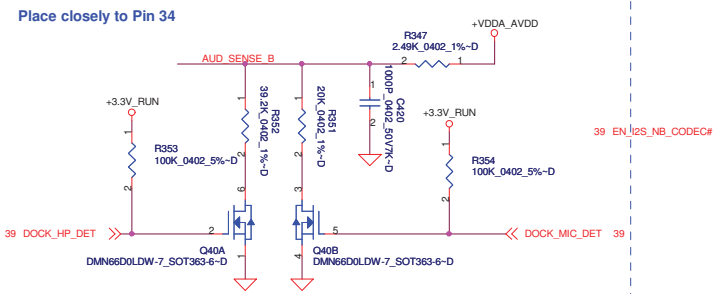 Place closely to Pin 34
+VDDA_AVDD
R347
2.49K_0402_1%~D
2 1
AUD_SENSE_B
+3.3V_RUN
1
R353
100K_0402_5%~D
2
1
R352
39.2K_0402_1%~D
2
1
R351
20K_0402_1%~D
2
1
C420
1000P_0402_50V7K~D
2
+3.3V_RUN
1
R354
100K_0402_5%~D
2
39 EN_I2S_NB_CODEC#
6
3
39 DOCK_HP_DET
2
5
DOCK_MIC_DET 39
1
4
Q40A
DMN66D0LDW-7_SOT363-6~D
Q40B
DMN66D0LDW-7_SOT363-6~D